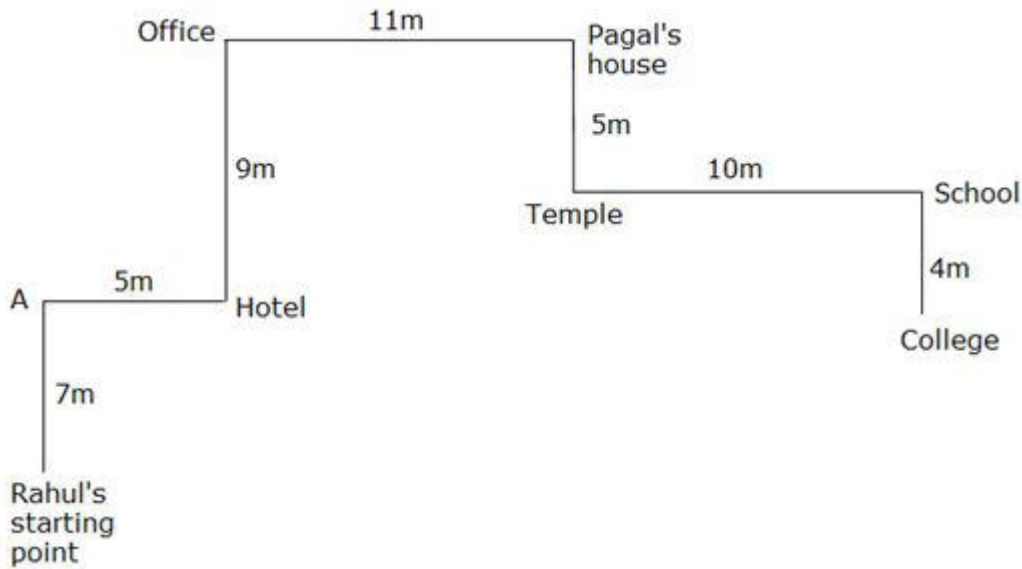 Office
11m
Pagal's
house
5m
9m
10m
School
Temple
4m
5m
A
Hotel
College
7m
Rahul's
starting
point